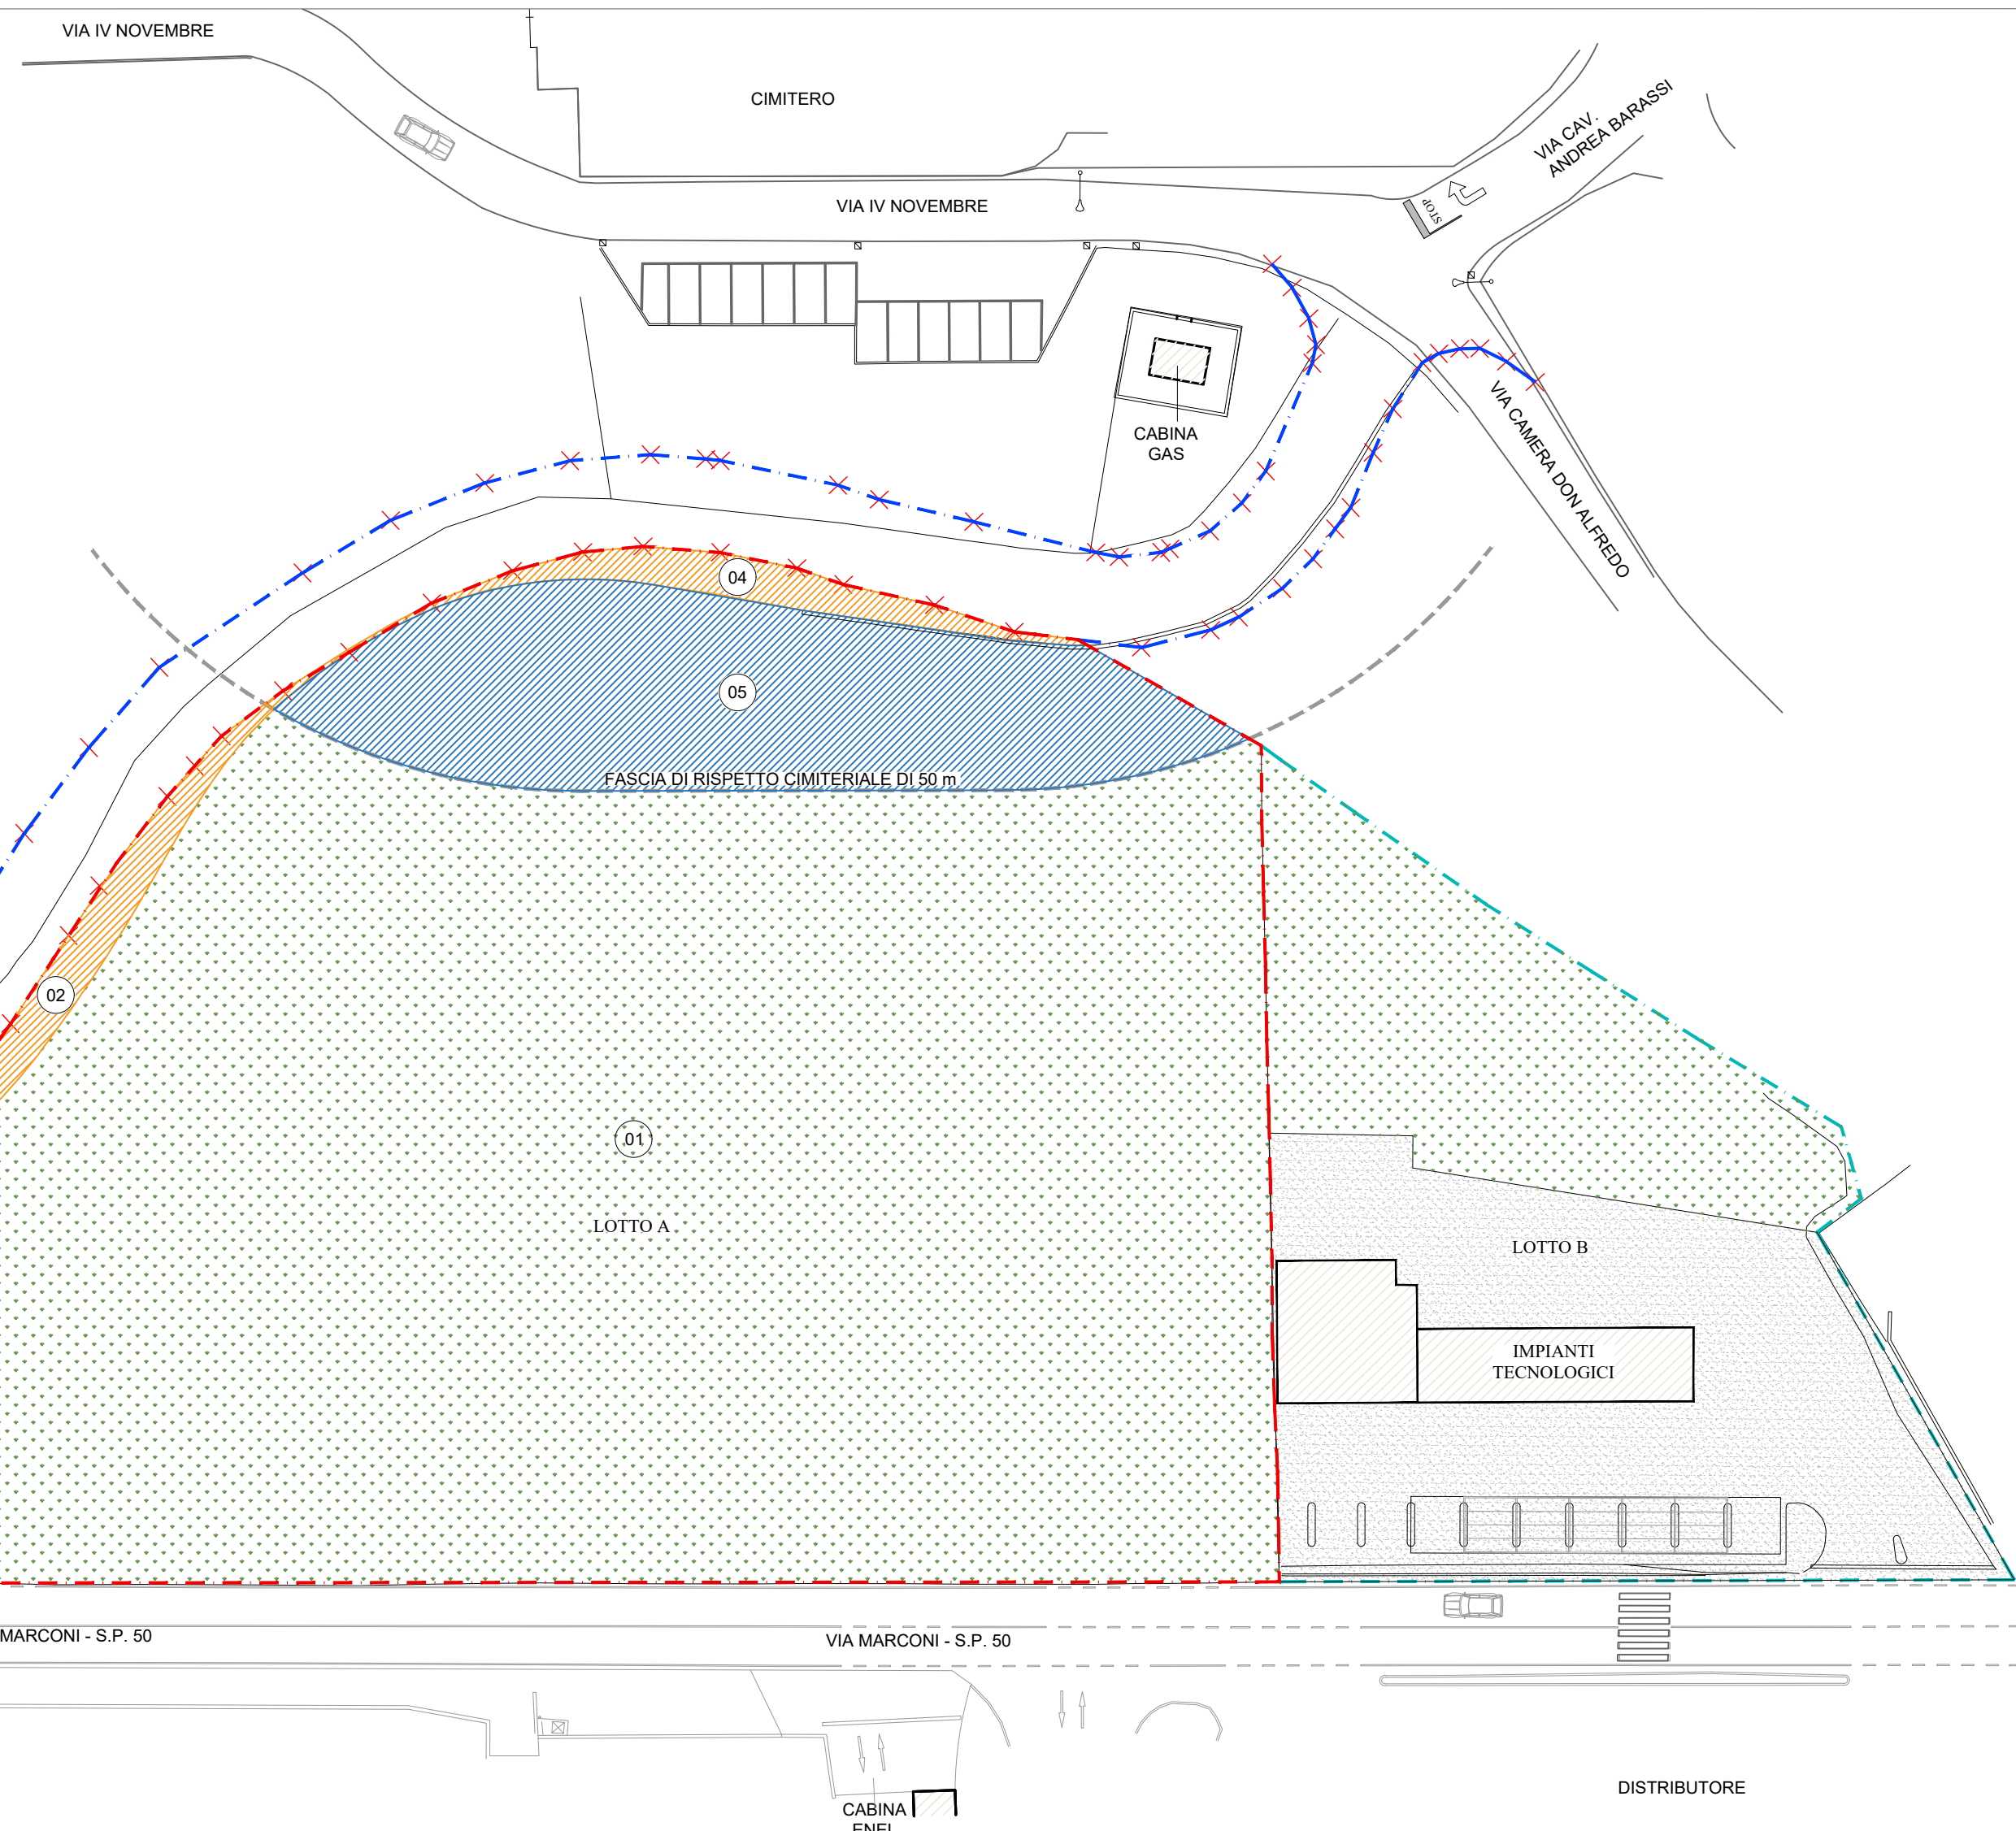 VIA IV NOVEMBRE
CIMITERO
VIA CAV.
ANDREA BARASSI
STOP
VIA IV NOVEMBRE
CABINA
GAS
VIA CAMERA DON ALFREDO
04
05
FASCIA DI RISPETTO CIMITERIALE DI 50 m
02
01
LOTTO A
LOTTO B
IMPIANTI
TECNOLOGICI
MARCONI - S.P. 50
VIA MARCONI - S.P. 50
DISTRIBUTORE
CABINA
ENEL